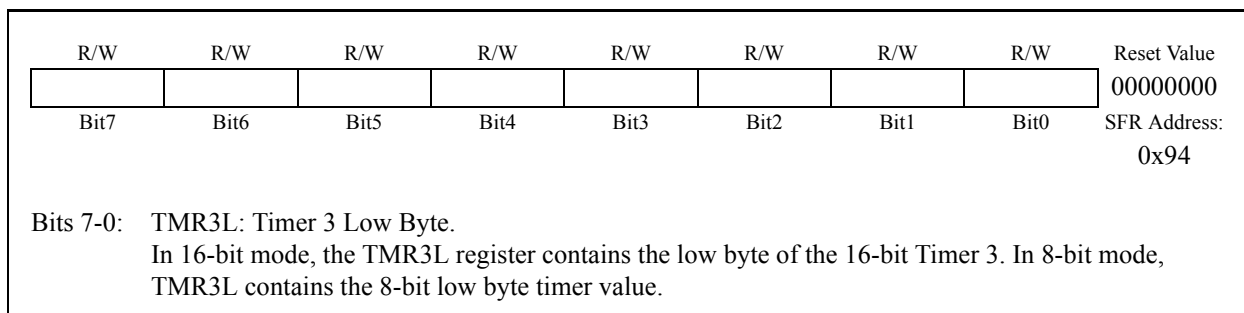 R/W R/W R/W R/W R/W R/W R/W R/W Reset Value
00000000
Bit7 Bit6 Bit5 Bit4 Bit3 Bit2 Bit1 Bit0 SFR Address:
0x94
Bits 7-0: TMR3L: Timer 3 Low Byte.
In 16-bit mode, the TMR3L register contains the low byte of the 16-bit Timer 3. In 8-bit mode,
TMR3L contains the 8-bit low byte timer value.